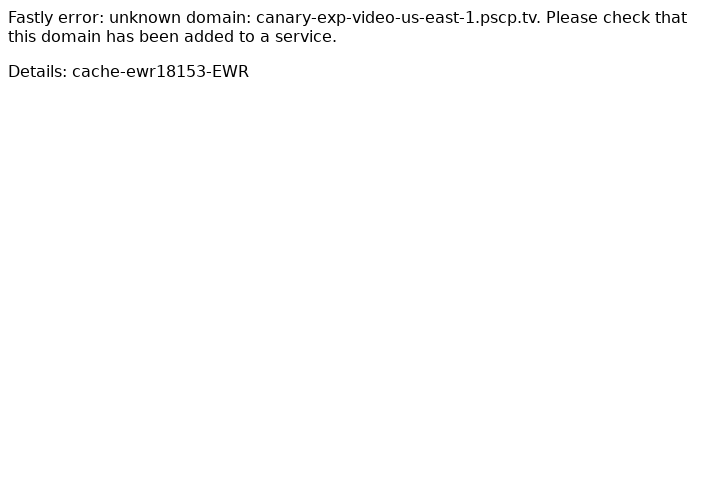 Fastly error: unknown domain: canary-exp-video-us-east-1.pscp.tv. Please check that
this domain has been added to a service.
Details: cache-ewr18153-EWR